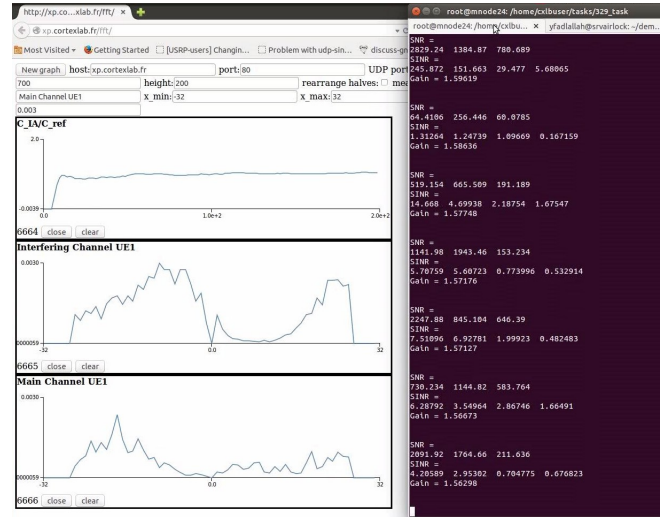 http://xp.co...xlab.fr/fft/
xp.cortexlab.fr/fft/
Most Visited
Getting Started
[USRP-users] Changin...
Problem with udp-sin...
discuss-gn
New graph host: xp.cortexlab.fr port: 80 UDP port
700 height: 200 rearrange halves: mea
Main Channel UE1 x_min: -32 x_max: 32
0.003
C_IA/C_ref
2.0
-0.0039
0.0 1.0e+2 2.0e+2
6664 close clear
Interfering Channel UE1
0.0030
0000059
-32 0.0 32
6665 close clear
Main Channel UE1
0.0030
0000059
-32 0.0 32
6666 close clear
root@mnode24: /home/cxlbuser/tasks/329_task
root@mnode24: /home/cxlbu... × yfadlallah@srvairlock: ~/dem...
SNR =
2829.24 1384.87 780.689
SINR =
245.872 151.663 29.477 5.68065
Gain = 1.59619
SNR =
64.4106 256.446 60.0785
SINR =
1.31264 1.24739 1.09669 0.167159
Gain = 1.58636
SNR =
519.154 665.509 191.189
SINR =
14.668 4.69938 2.18754 1.67547
Gain = 1.57748
SNR =
1141.98 1943.46 153.234
SINR =
5.70759 5.60723 0.773996 0.532914
Gain = 1.57176
SNR =
2247.88 845.104 646.39
SINR =
7.51096 6.92781 1.99923 0.482483
Gain = 1.57127
SNR =
730.234 1144.82 583.764
SINR =
6.28792 3.54964 2.86746 1.66491
Gain = 1.56673
SNR =
2091.92 1764.66 211.636
SINR =
4.20589 2.95302 0.704775 0.676823
Gain = 1.56298